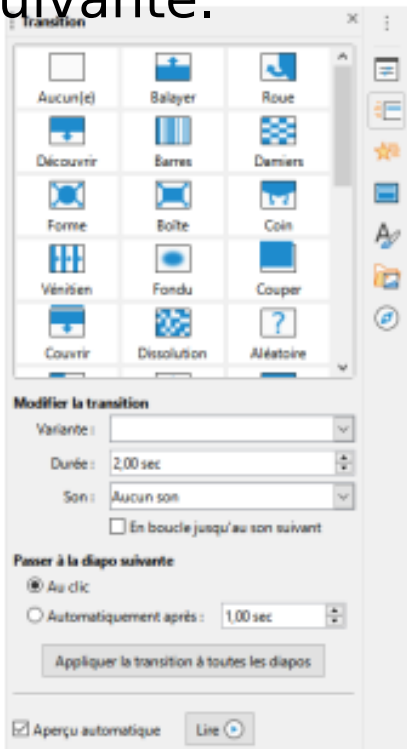 uivante.
Transition
Aucun(e) Balayer Roue
Découvrir Barres Damiers
Forme Boîte Coin
Vénitien Fondu Couper
Couvrir Dissolution Aléatoire
?
Modifier la transition
Variante :
Durée : 2,00 sec
Son : Aucun son
En boucle jusqu'au son suivant
Passer à la diapo suivante
Au clic
Automatiquement après : 1,00 sec
Appliquer la transition à toutes les diapos
Aperçu automatique Lire